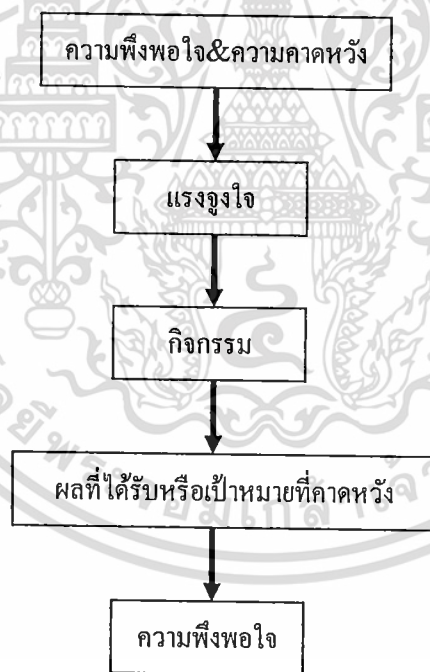 ความพึงพอใจ&ความคาดหวัง
แรงจูงใจ
กิจกรรม
ผลที่ได้รับหรือเป้าหมายที่คาดหวัง
ความพึงพอใจ